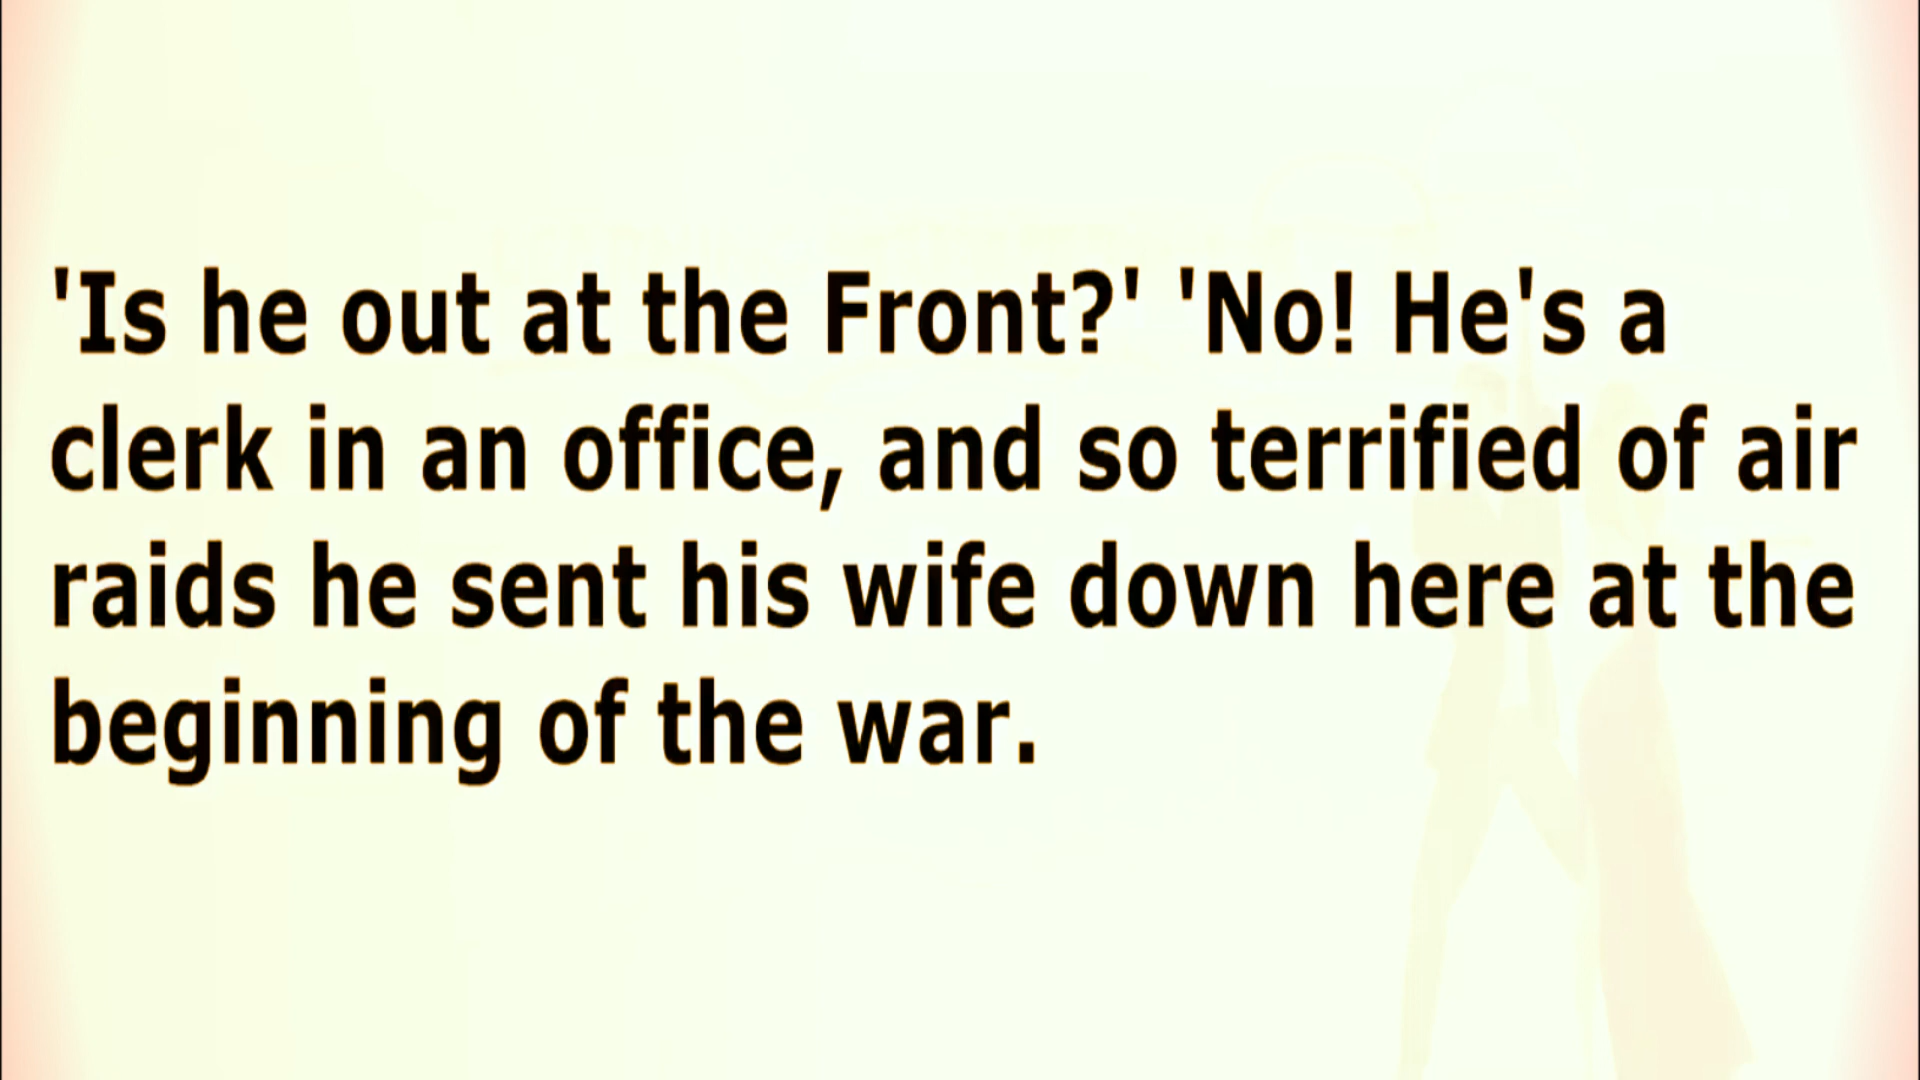 'Is he out at the Front?' 'No! He's a
clerk in an office, and so terrified of air
raids he sent his wife down here at the
beginning of the war.